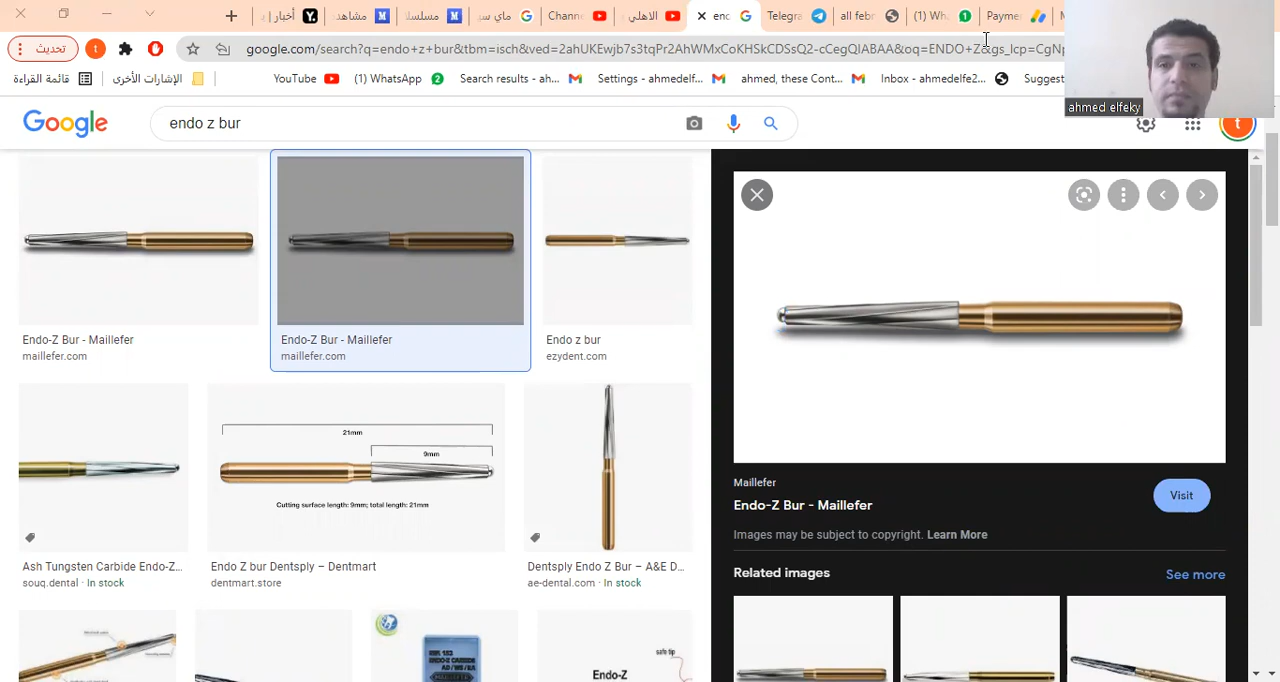 أخبار | ي
مشاهد
مسلسلا
ماي سي
Channe
الاهلي
enc
Telegra
all febr
(1) Wha
Payme
تحديث
t
google.com/search?q=endo+z+bur&tbm=isch&ved=2ahUKEwjb7s3tqPr2AhWMxCoKHSkCDSsQ2-cCegQIABAA&oq=ENDO+Z&gs_lcp=CgNp
قائمة القراءة
الإشارات الأخرى
YouTube
(1) WhatsApp 2
Search results - ah...
Settings - ahmedelf...
ahmed, these Cont...
Inbox - ahmedelfe2...
Suggest
ahmed elfeky
Google
endo z bur
t
Endo-Z Bur - Maillefer
maillefer.com
Endo-Z Bur - Maillefer
maillefer.com
Endo z bur
ezydent.com
21mm
9mm
Cutting surface length: 9mm; total length: 21mm
Ash Tungsten Carbide Endo-Z...
souq.dental · In stock
Endo Z bur Dentsply – Dentmart
dentmart.store
Dentsply Endo Z Bur – A&E D...
ae-dental.com · In stock
ENDO-Z CARBIDE
safe tip
Endo-Z
Maillefer
Endo-Z Bur - Maillefer
Visit
Images may be subject to copyright. Learn More
Related images
See more